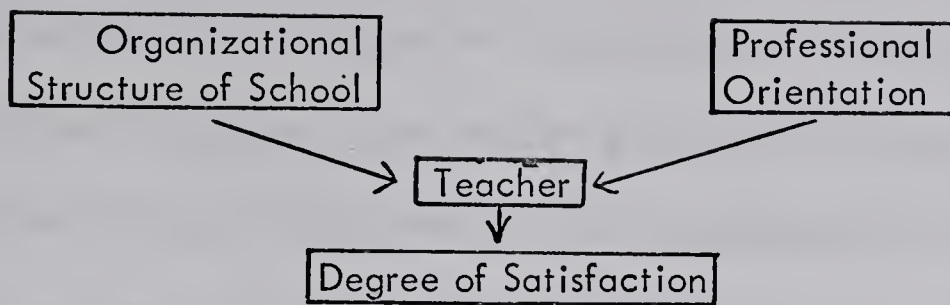 Organizational
Structure of School
Professional
Orientation
Teacher
Degree of Satisfaction